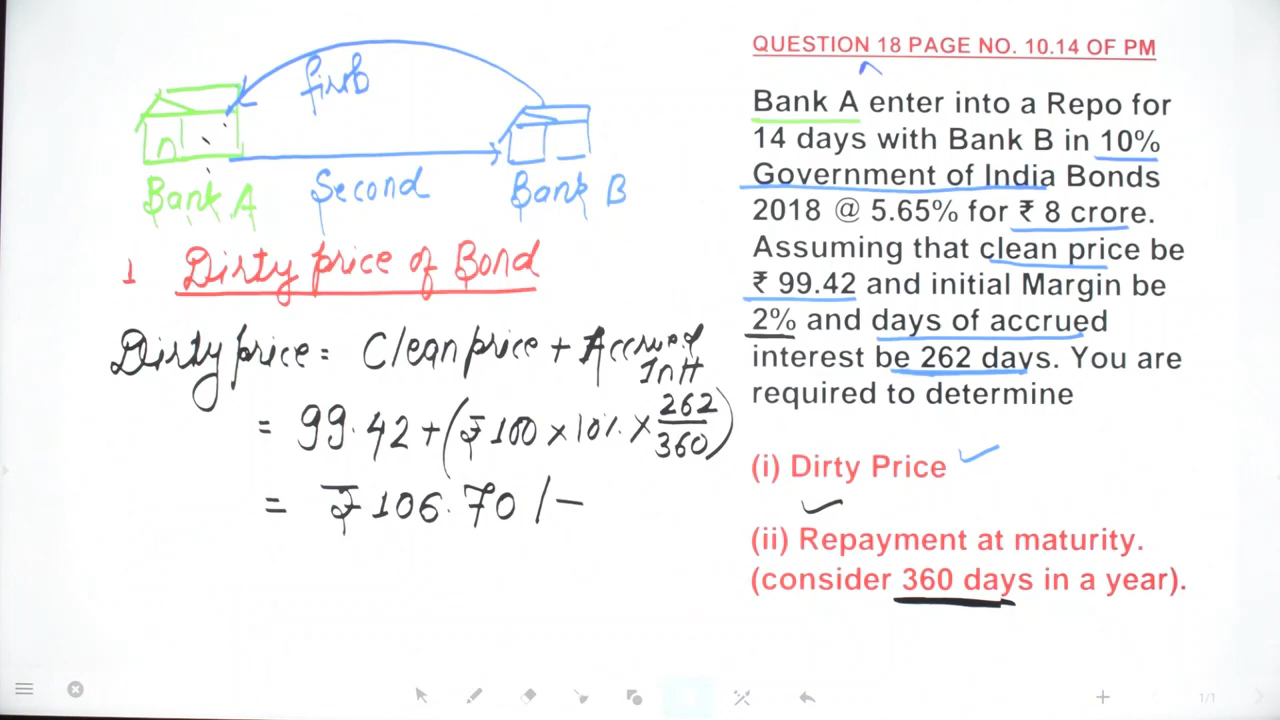 QUESTION 18 PAGE NO. 10.14 OF PM
Bank A enter into a Repo for
14 days with Bank B in 10%
Government of India Bonds
2018 @ 5.65% for ₹ 8 crore.
Assuming that clean price be
₹ 99.42 and initial Margin be
2% and days of accrued
interest be 262 days. You are
required to determine
(i) Dirty Price
(ii) Repayment at maturity.
(consider 360 days in a year).
first
Bank A
Second
Bank B
1 Dirty price of Bond
Dirty price = Clean price + Accrued
Intt
= 99.42 + (₹100 × 10% × 262/360)
= ₹106.70/-
1/1